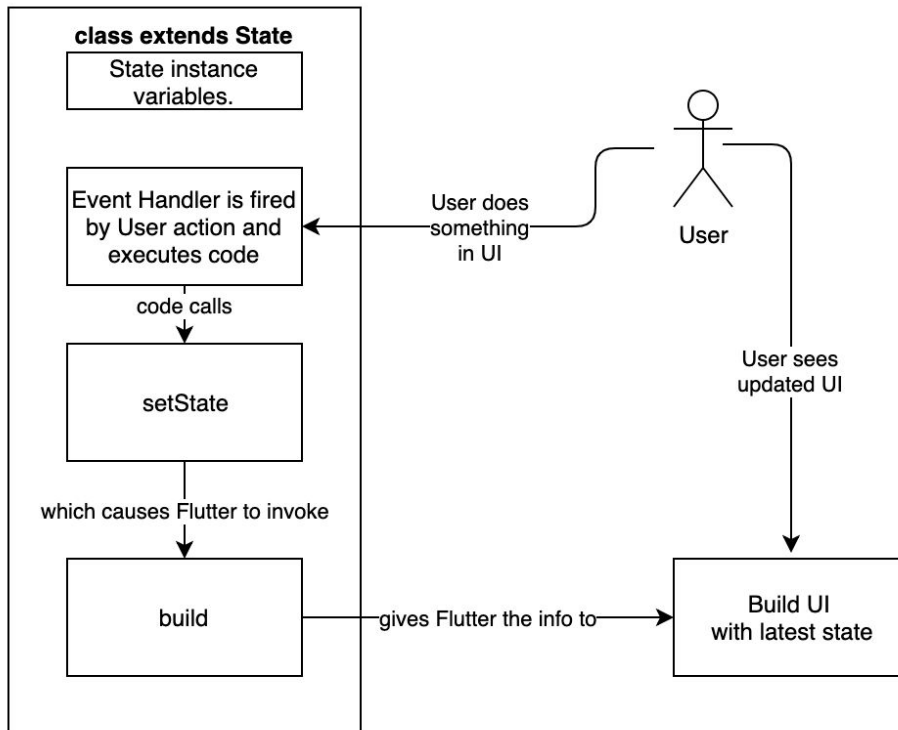 class extends State
State instance
variables.
Event Handler is fired
by User action and
executes code
User does
something
in UI
User
code calls
setState
User sees
updated UI
which causes Flutter to invoke
build
gives Flutter the info to
Build UI
with latest state